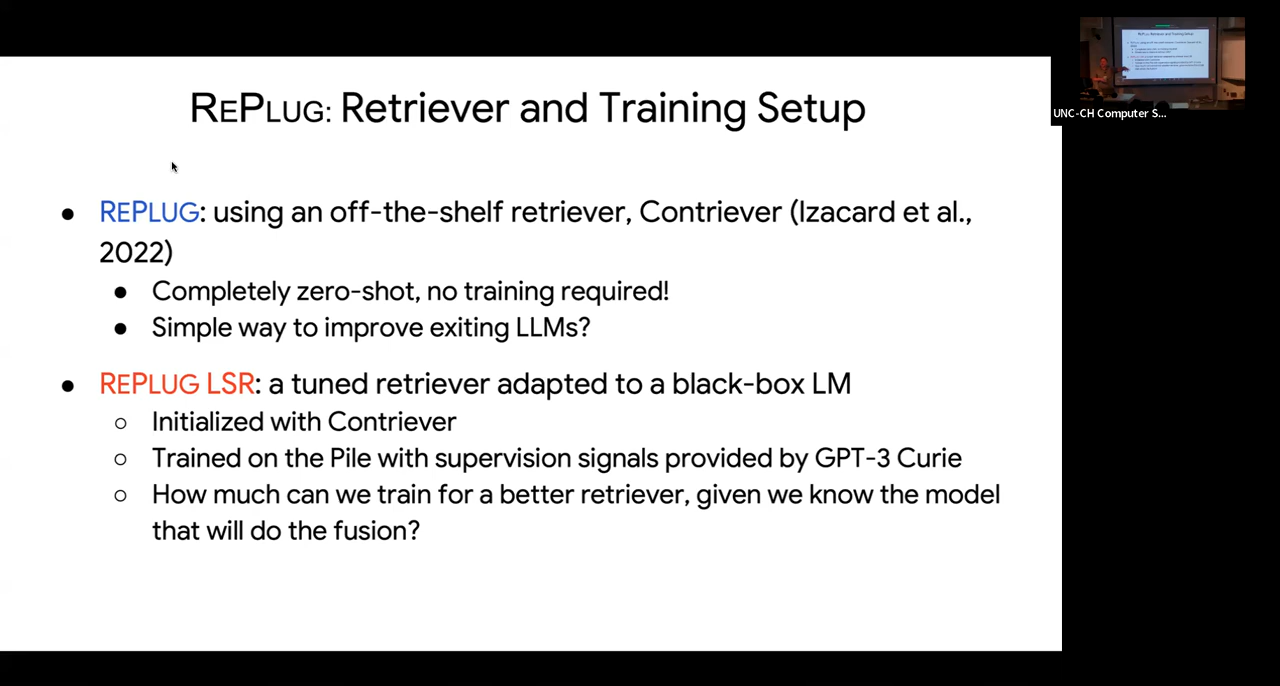 REPLUG: Retriever and Training Setup
● REPLUG: using an off-the-shelf retriever, Contriever (Izacard et al.,
2022)
● Completely zero-shot, no training required!
● Simple way to improve exiting LLMs?
● REPLUG LSR: a tuned retriever adapted to a black-box LM
○ Initialized with Contriever
○ Trained on the Pile with supervision signals provided by GPT-3 Curie
○ How much can we train for a better retriever, given we know the model
that will do the fusion?
UNC-CH Computer S...